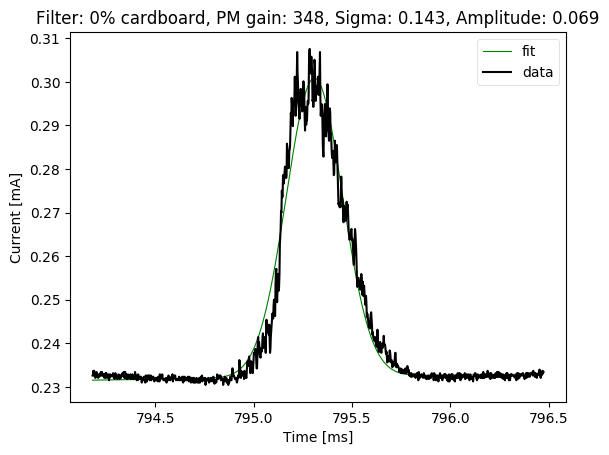 Filter: 0% cardboard, PM gain: 348, Sigma: 0.143, Amplitude: 0.069
fit
data
0.31
0.30
0.29
0.28
0.27
0.26
0.25
0.24
0.23
Current [mA]
794.5 795.0 795.5 796.0 796.5
Time [ms]